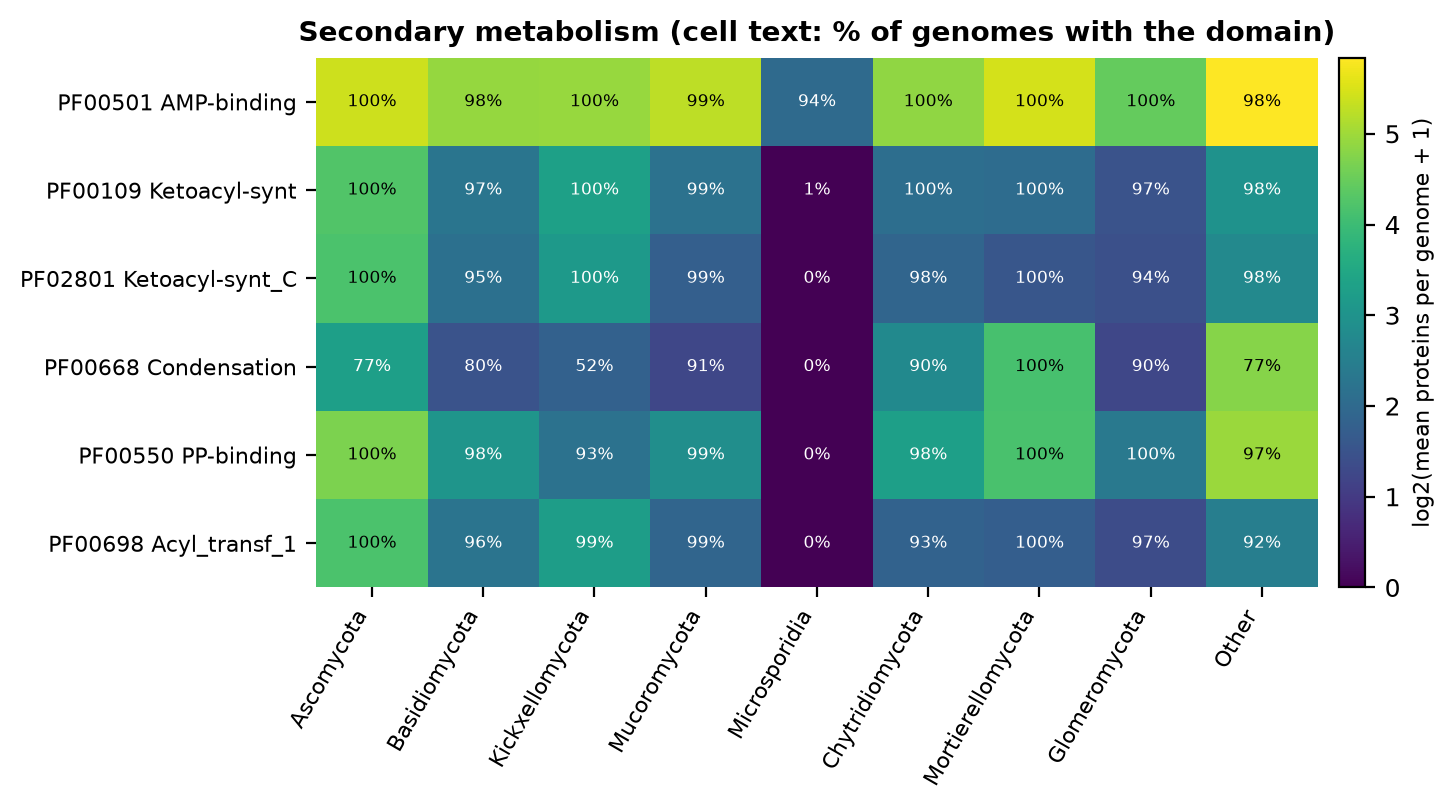 Secondary metabolism (cell text: % of genomes with the domain)
PF00501 AMP-binding 100% 98% 100% 99% 94% 100% 100% 100% 98%
PF00109 Ketoacyl-synt 100% 97% 100% 99% 1% 100% 100% 97% 98%
PF02801 Ketoacyl-synt_C 100% 95% 100% 99% 0% 98% 100% 94% 98%
PF00668 Condensation 77% 80% 52% 91% 0% 90% 100% 90% 77%
PF00550 PP-binding 100% 98% 93% 99% 0% 98% 100% 100% 97%
PF00698 Acyl_transf_1 100% 96% 99% 99% 0% 93% 100% 97% 92%
Ascomycota
Basidiomycota
Kickxellomycota
Mucoromycota
Microsporidia
Chytridiomycota
Mortierellomycota
Glomeromycota
Other
5
4
3
2
1
0
log2(mean proteins per genome + 1)